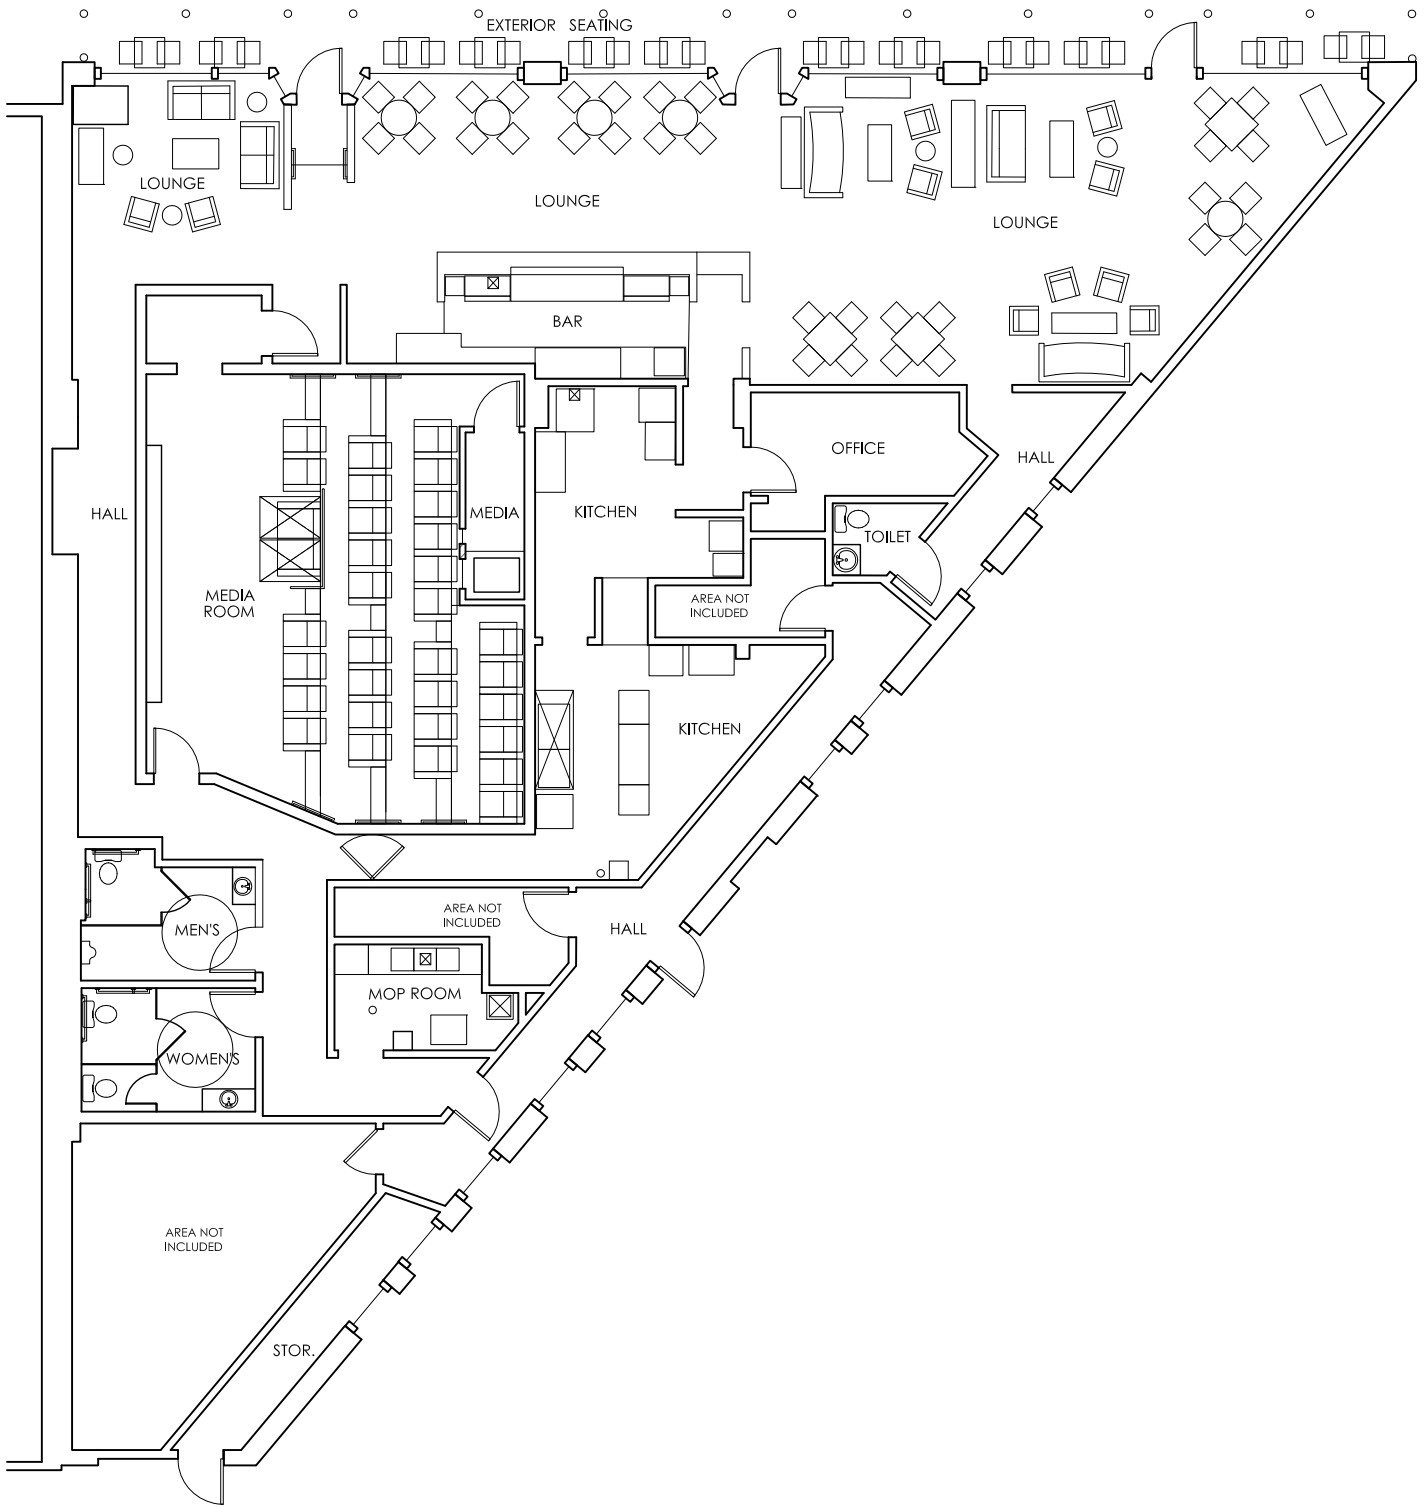 EXTERIOR SEATING
LOUNGE
LOUNGE
LOUNGE
BAR
OFFICE
HALL
HALL
MEDIA
KITCHEN
TOILET
MEDIA
ROOM
AREA NOT
INCLUDED
KITCHEN
AREA NOT
INCLUDED
MEN'S
HALL
MOP ROOM
WOMEN'S
AREA NOT
INCLUDED
STOR.